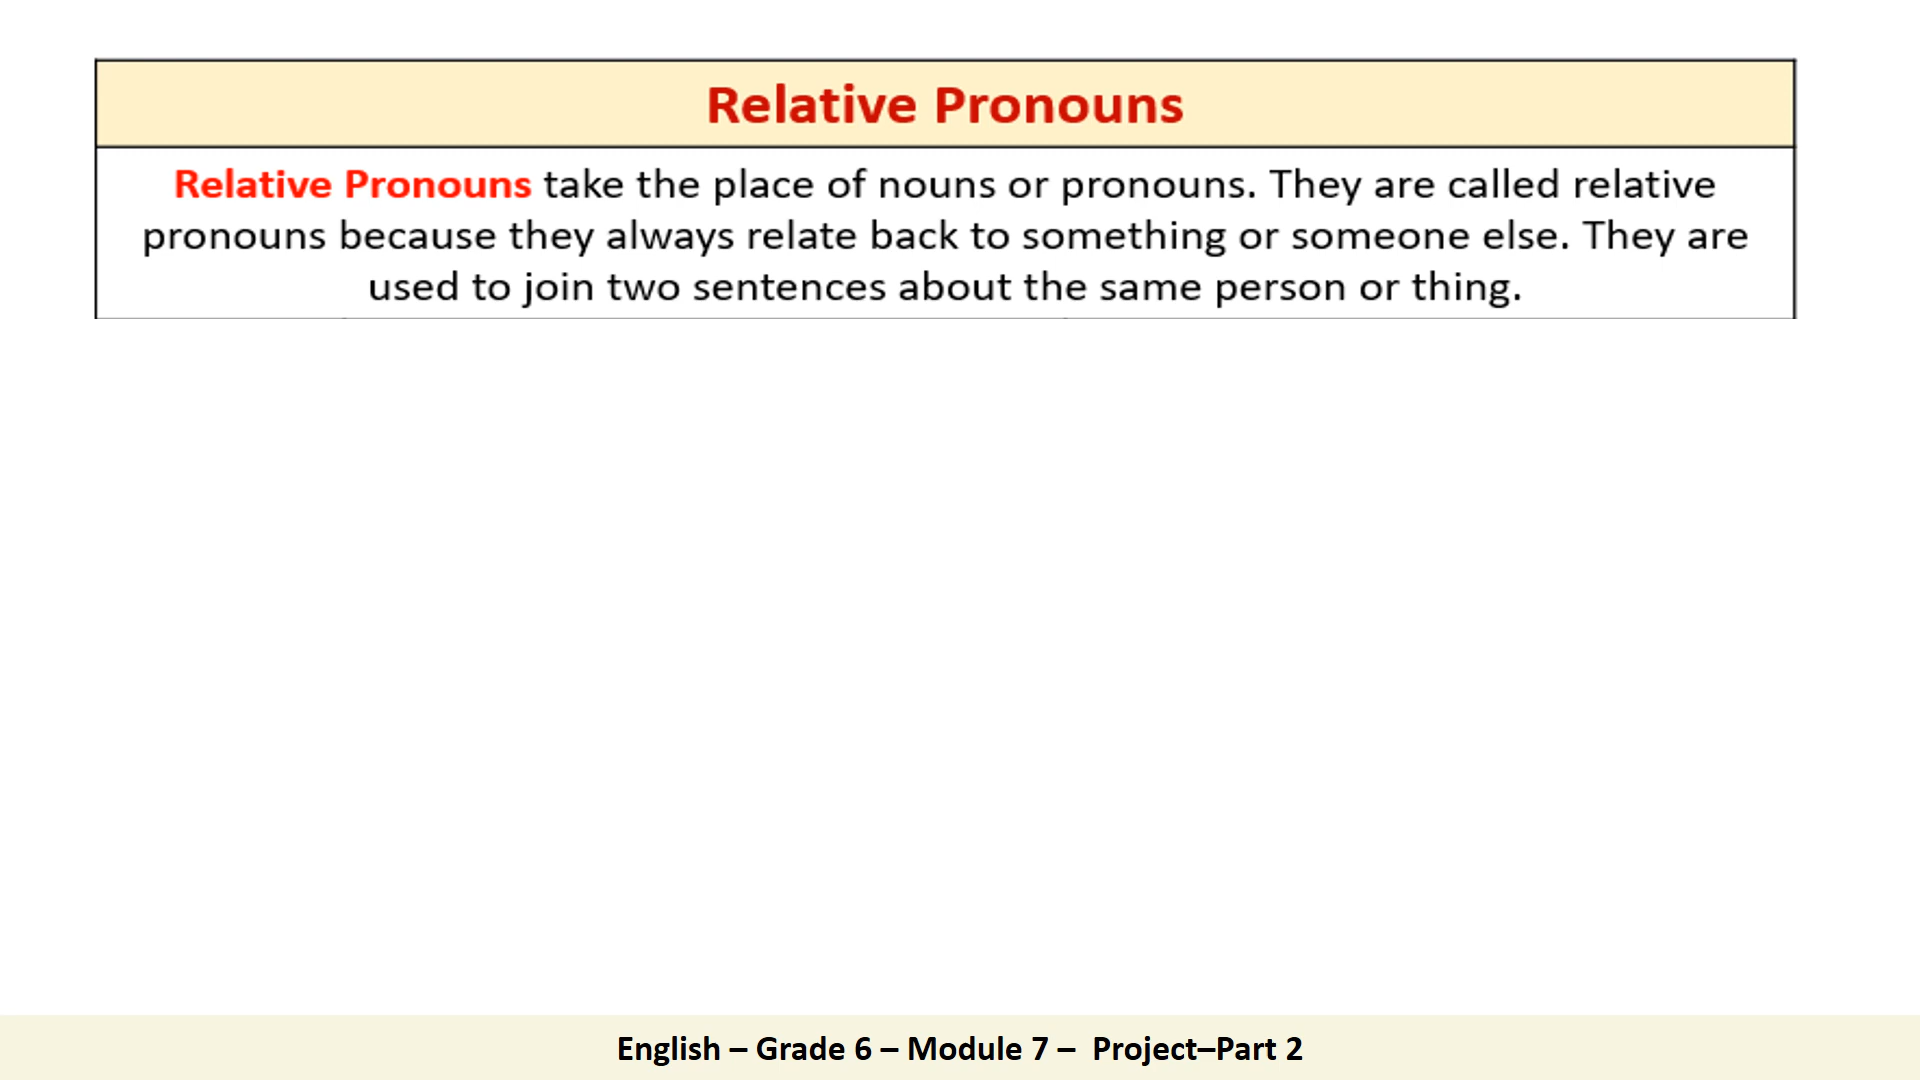 Relative Pronouns
Relative Pronouns take the place of nouns or pronouns. They are called relative
pronouns because they always relate back to something or someone else. They are
used to join two sentences about the same person or thing.
English – Grade 6 – Module 7 – Project–Part 2